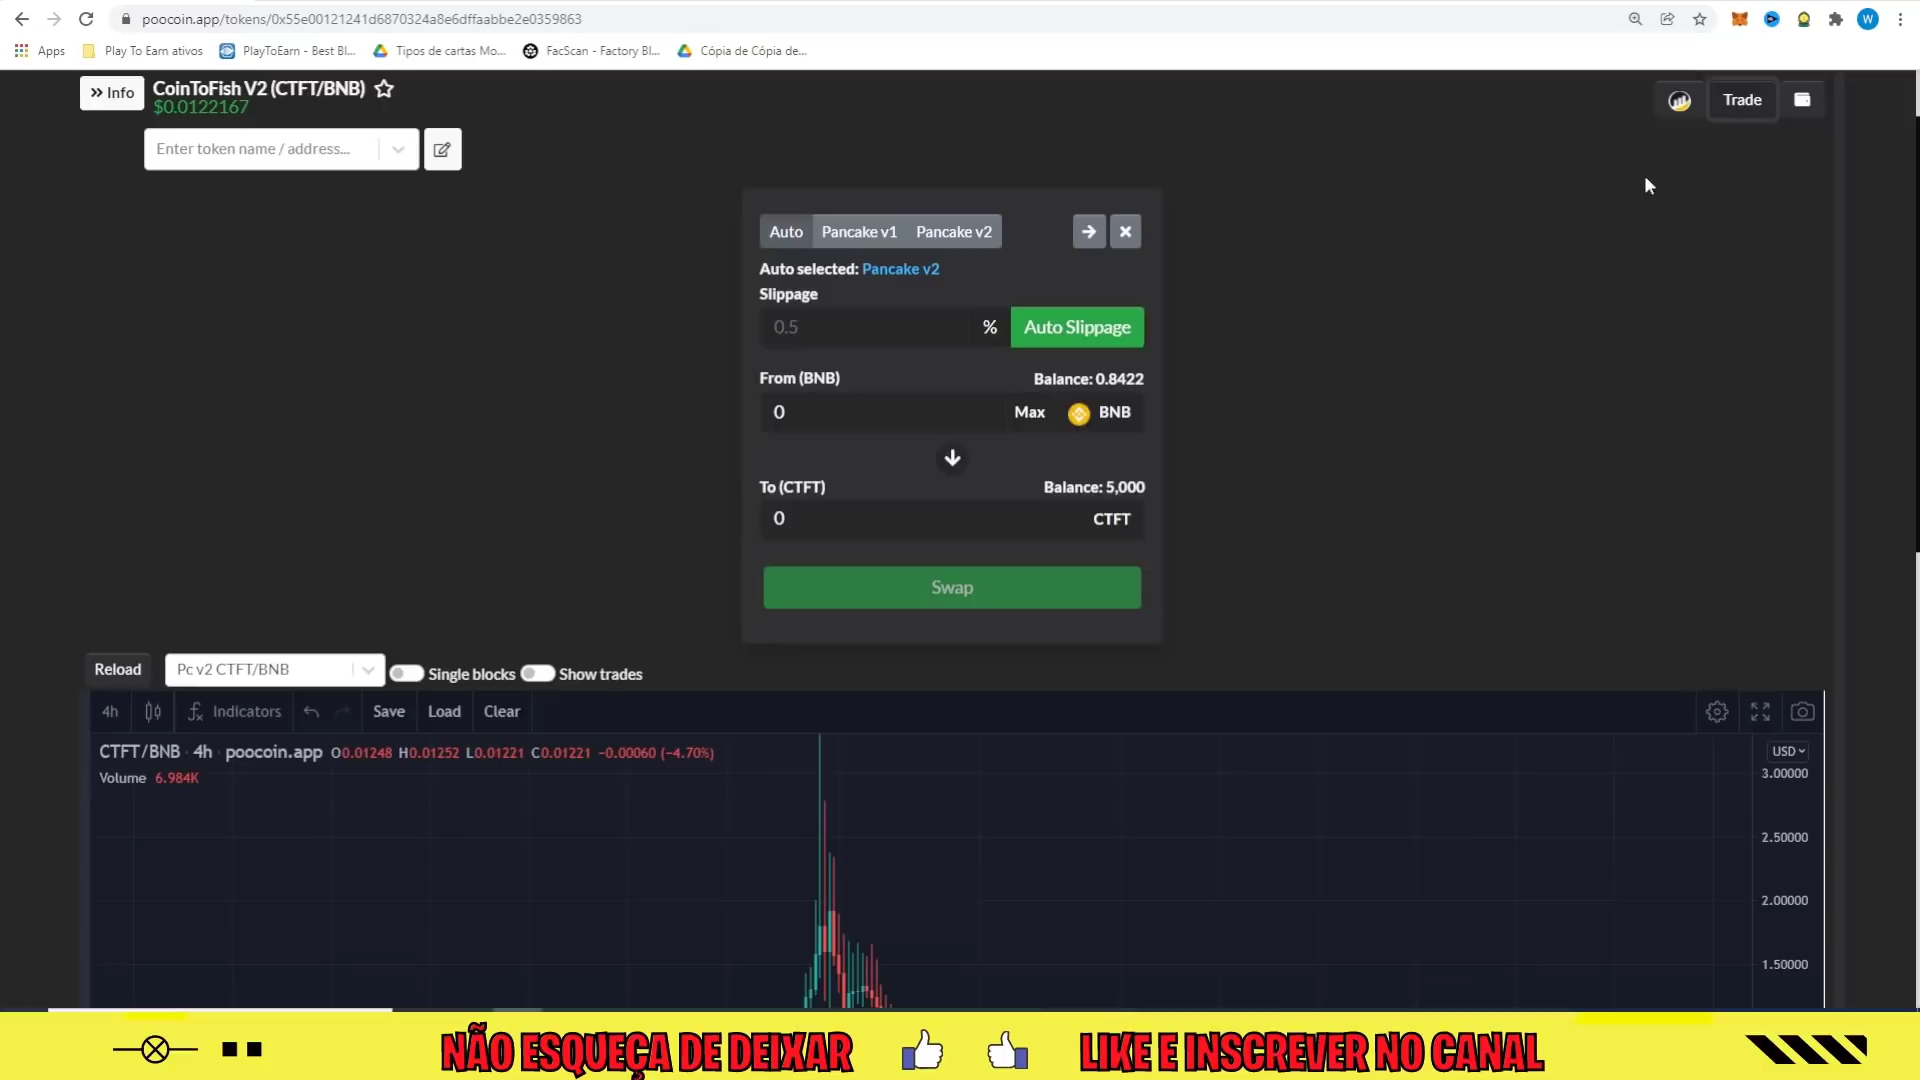 poocoin.app/tokens/0x55e00121241d6870324a8e6dffaabbe2e0359863
W
Apps
Play To Earn ativos
PlayToEarn - Best Bl...
Tipos de cartas Mo...
FacScan - Factory Bl...
Cópia de Cópia de...
» Info
CoinToFish V2 (CTFT/BNB)
$0.0122167
Trade
Enter token name / address...
Auto
Pancake v1
Pancake v2
Auto selected: Pancake v2
Slippage
0.5
%
Auto Slippage
From (BNB)
Balance: 0.8422
0
Max
BNB
To (CTFT)
Balance: 5,000
0
CTFT
Swap
Reload
Pc v2 CTFT/BNB
Single blocks
Show trades
4h
Indicators
Save
Load
Clear
CTFT/BNB · 4h · poocoin.app O0.01248 H0.01252 L0.01221 C0.01221 −0.00060 (−4.70%)
USD
Volume 6.984K
3.00000
2.50000
2.00000
1.50000
NÃO ESQUEÇA DE DEIXAR
LIKE E INSCREVER NO CANAL